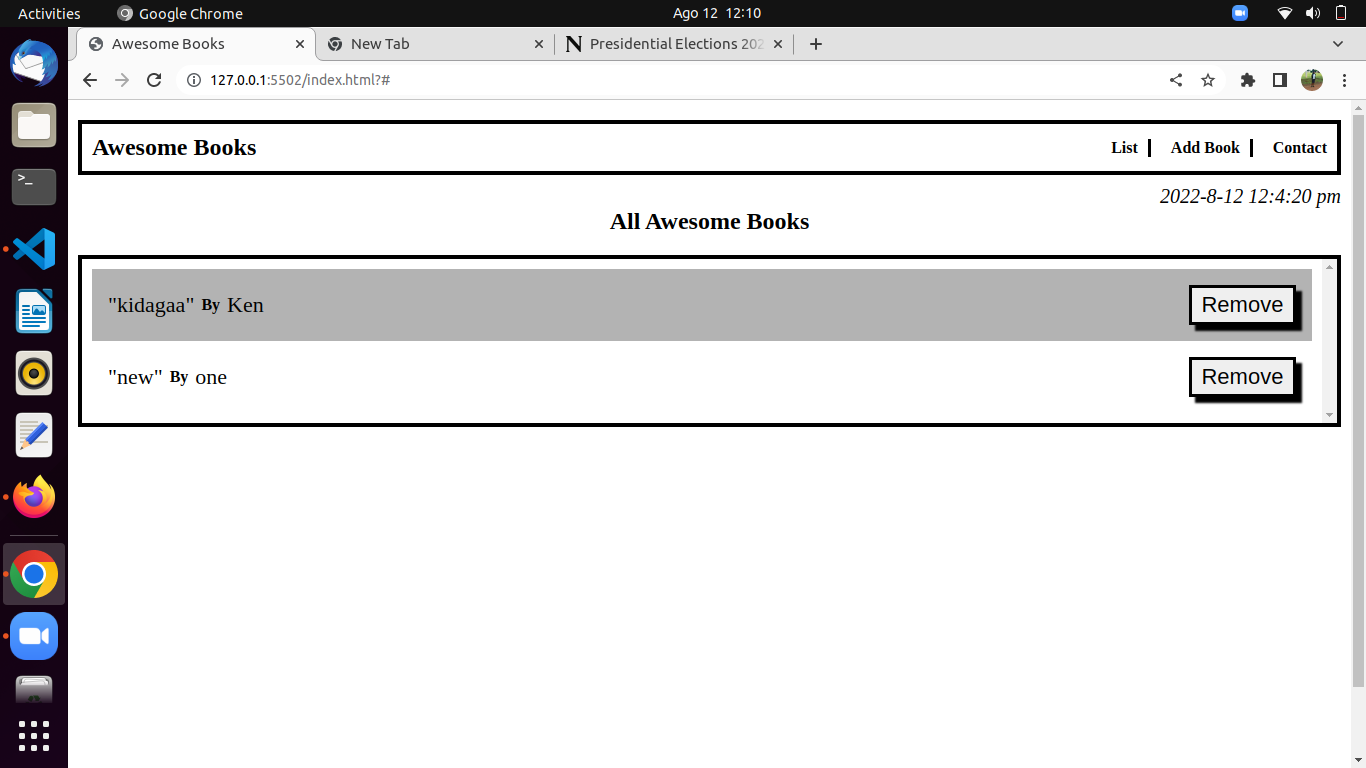 Activities Google Chrome Ago 12 12:10
Awesome Books New Tab Presidential Elections 202
127.0.0.1:5502/index.html?#
Awesome Books List Add Book Contact
2022-8-12 12:4:20 pm
All Awesome Books
"kidagaa" By Ken Remove
"new" By one Remove